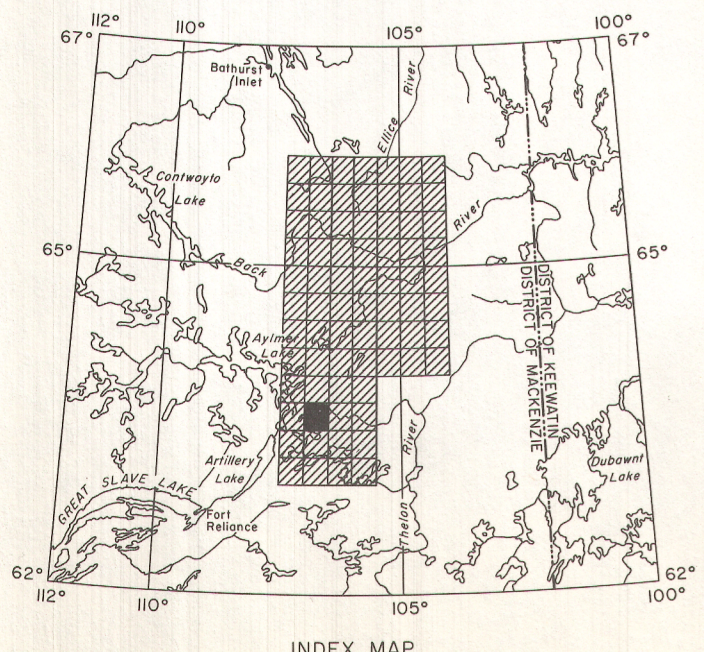 112°
110°
105°
100°
67°
67°
Bathurst
Inlet
Ellice
River
Contwoyto
Lake
River
65°
65°
Back
DISTRICT OF KEEWATIN
DISTRICT OF MACKENZIE
Aylmer
Lake
River
Artillery
Lake
Dubawnt
Lake
GREAT SLAVE LAKE
Fort
Reliance
Thelon
62°
62°
112°
110°
105°
100°
INDEX MAP